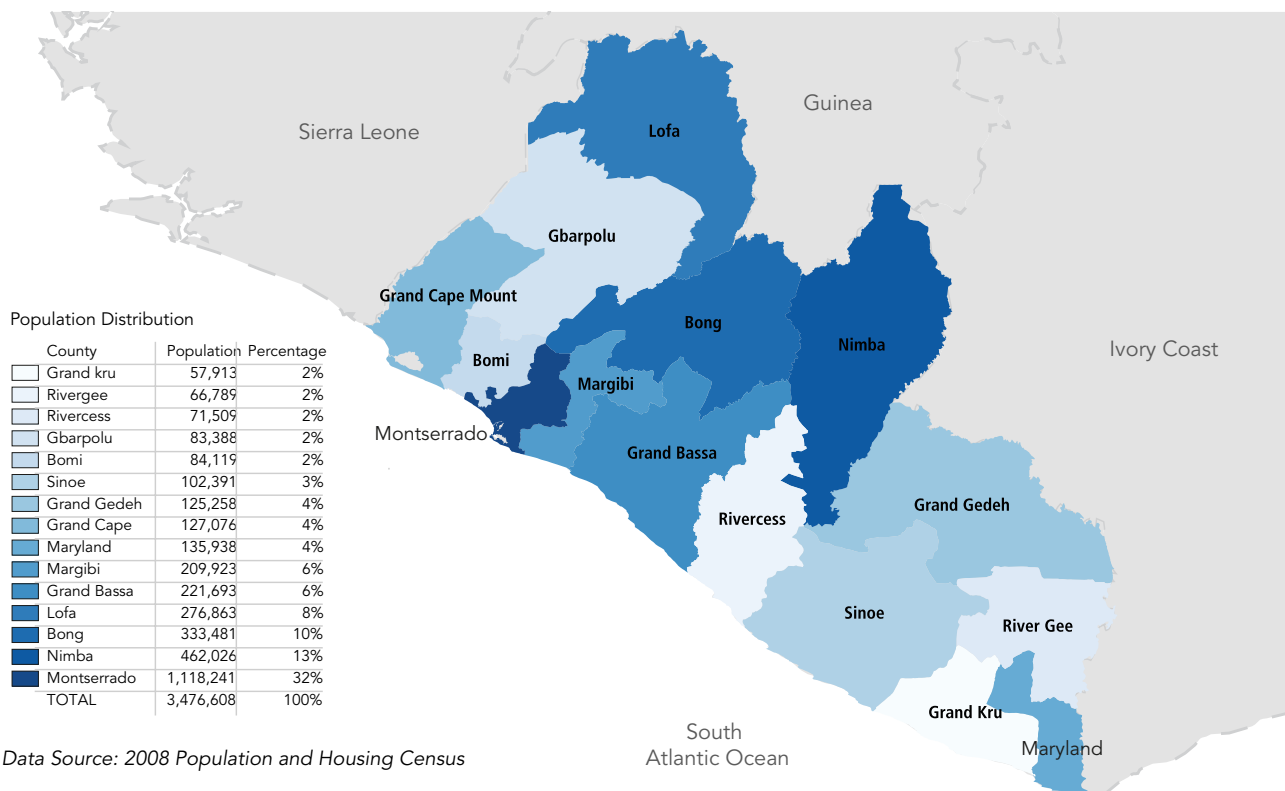 Guinea
Sierra Leone
Lofa
Gbarpolu
Grand Cape Mount
Bong
Nimba
Ivory Coast
Bomi
Margibi
Montserrado
Grand Bassa
Rivercess
Grand Gedeh
Sinoe
River Gee
Grand Kru
Maryland
South
Atlantic Ocean
Population Distribution
County Population Percentage
Grand kru 57,913 2%
Rivergee 66,789 2%
Rivercess 71,509 2%
Gbarpolu 83,388 2%
Bomi 84,119 2%
Sinoe 102,391 3%
Grand Gedeh 125,258 4%
Grand Cape 127,076 4%
Maryland 135,938 4%
Margibi 209,923 6%
Grand Bassa 221,693 6%
Lofa 276,863 8%
Bong 333,481 10%
Nimba 462,026 13%
Montserrado 1,118,241 32%
TOTAL 3,476,608 100%
Data Source: 2008 Population and Housing Census